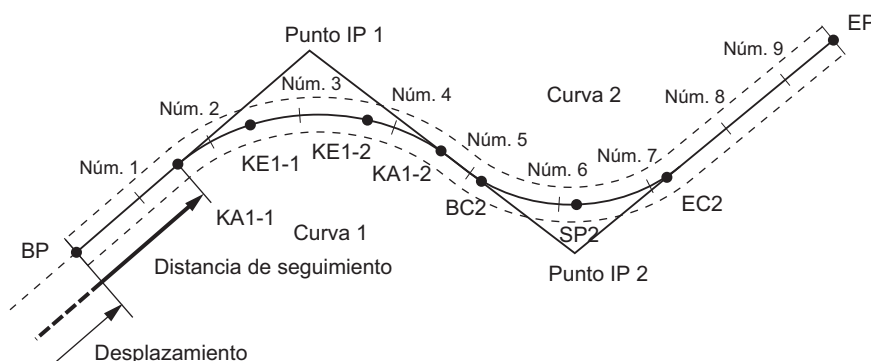 EP
Punto IP 1
Núm. 9
Núm. 3
Núm. 2
Núm. 4
Curva 2
Núm. 8
Núm. 5
Núm. 1
KE1-1
KE1-2
KA1-2
Núm. 6
Núm. 7
BC2
EC2
KA1-1
BP
Curva 1
SP2
Distancia de seguimiento
Punto IP 2
Desplazamiento